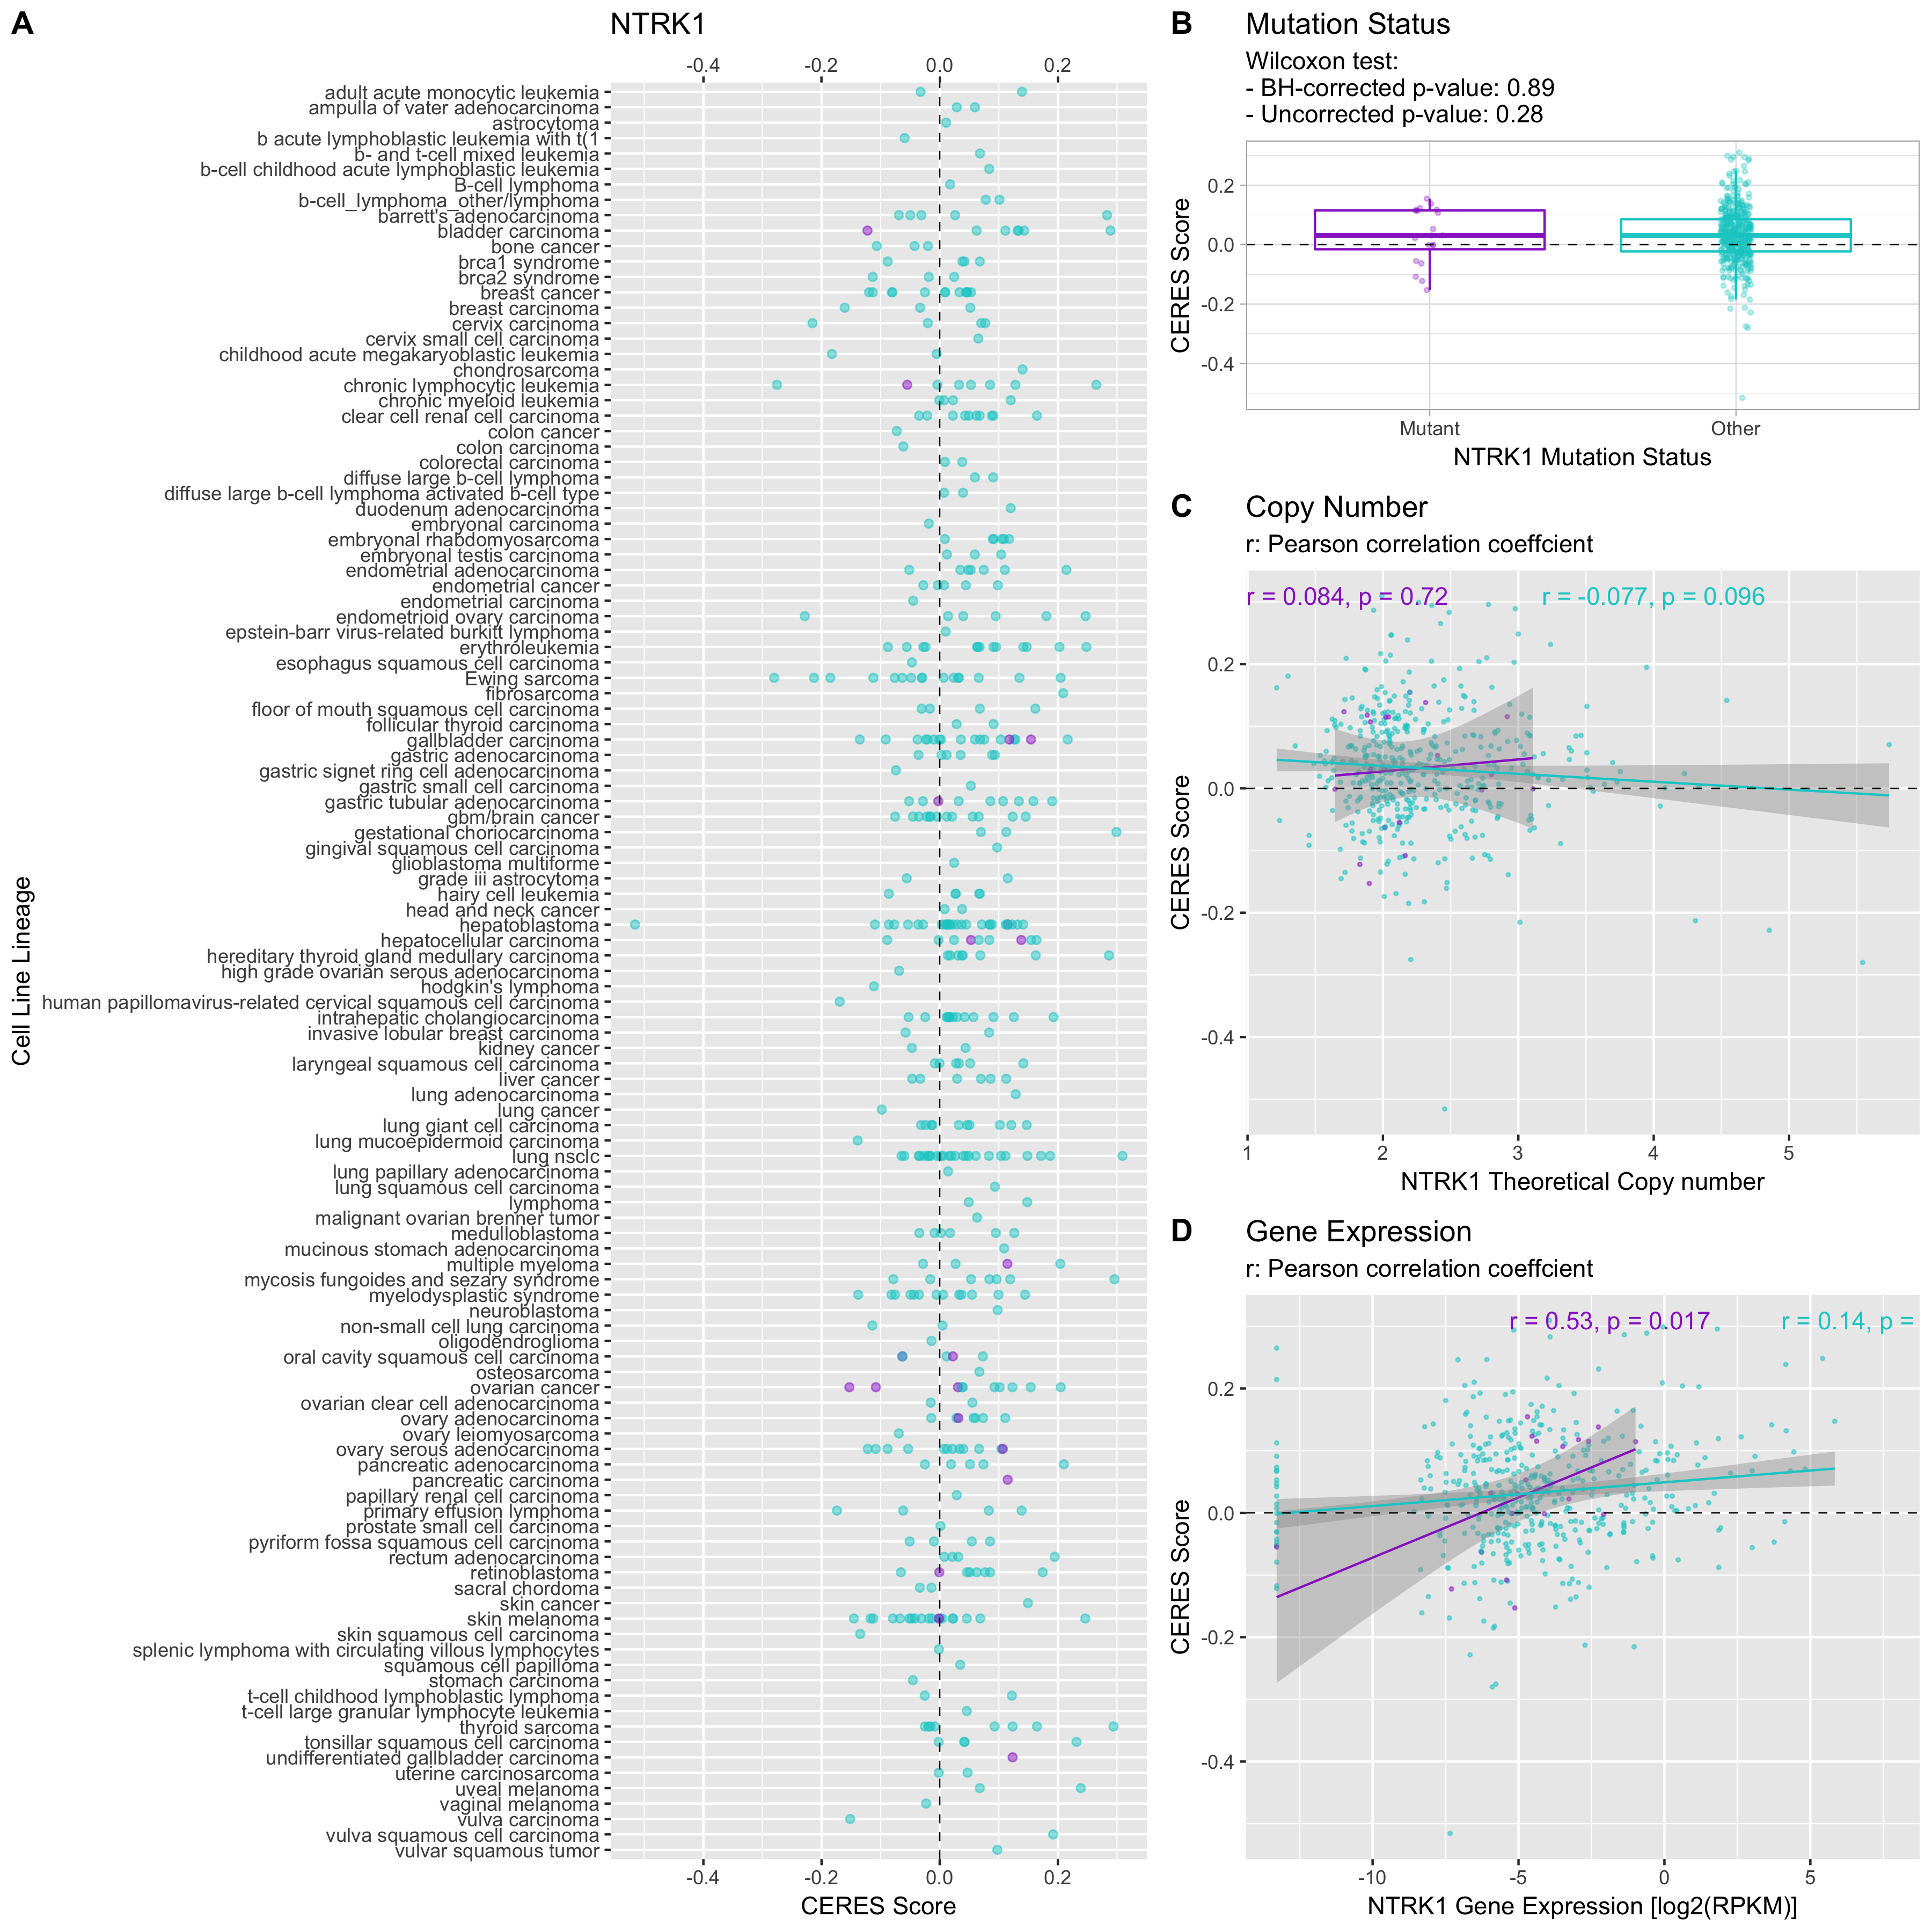 A
NTRK1
-0.4 -0.2 0.0 0.2
Cell Line Lineage
adult acute monocytic leukemia
ampulla of vater adenocarcinoma
astrocytoma
b acute lymphoblastic leukemia with t(1
b- and t-cell mixed leukemia
b-cell childhood acute lymphoblastic leukemia
B-cell lymphoma
b-cell_lymphoma_other/lymphoma
barrett's adenocarcinoma
bladder carcinoma
bone cancer
brca1 syndrome
brca2 syndrome
breast cancer
breast carcinoma
cervix carcinoma
cervix small cell carcinoma
childhood acute megakaryoblastic leukemia
chondrosarcoma
chronic lymphocytic leukemia
chronic myeloid leukemia
clear cell renal cell carcinoma
colon cancer
colon carcinoma
colorectal carcinoma
diffuse large b-cell lymphoma
diffuse large b-cell lymphoma activated b-cell type
duodenum adenocarcinoma
embryonal carcinoma
embryonal rhabdomyosarcoma
embryonal testis carcinoma
endometrial adenocarcinoma
endometrial cancer
endometrial carcinoma
endometrioid ovary carcinoma
epstein-barr virus-related burkitt lymphoma
erythroleukemia
esophagus squamous cell carcinoma
Ewing sarcoma
fibrosarcoma
floor of mouth squamous cell carcinoma
follicular thyroid carcinoma
gallbladder carcinoma
gastric adenocarcinoma
gastric signet ring cell adenocarcinoma
gastric small cell carcinoma
gastric tubular adenocarcinoma
gbm/brain cancer
gestational choriocarcinoma
gingival squamous cell carcinoma
glioblastoma multiforme
grade iii astrocytoma
hairy cell leukemia
head and neck cancer
hepatoblastoma
hepatocellular carcinoma
hereditary thyroid gland medullary carcinoma
high grade ovarian serous adenocarcinoma
hodgkin's lymphoma
human papillomavirus-related cervical squamous cell carcinoma
intrahepatic cholangiocarcinoma
invasive lobular breast carcinoma
kidney cancer
laryngeal squamous cell carcinoma
liver cancer
lung adenocarcinoma
lung cancer
lung giant cell carcinoma
lung mucoepidermoid carcinoma
lung nsclc
lung papillary adenocarcinoma
lung squamous cell carcinoma
lymphoma
malignant ovarian brenner tumor
medulloblastoma
mucinous stomach adenocarcinoma
multiple myeloma
mycosis fungoides and sezary syndrome
myelodysplastic syndrome
neuroblastoma
non-small cell lung carcinoma
oligodendroglioma
oral cavity squamous cell carcinoma
osteosarcoma
ovarian cancer
ovarian clear cell adenocarcinoma
ovary adenocarcinoma
ovary leiomyosarcoma
ovary serous adenocarcinoma
pancreatic adenocarcinoma
pancreatic carcinoma
papillary renal cell carcinoma
primary effusion lymphoma
prostate small cell carcinoma
pyriform fossa squamous cell carcinoma
rectum adenocarcinoma
retinoblastoma
sacral chordoma
skin cancer
skin melanoma
skin squamous cell carcinoma
splenic lymphoma with circulating villous lymphocytes
squamous cell papilloma
stomach carcinoma
t-cell childhood lymphoblastic lymphoma
t-cell large granular lymphocyte leukemia
thyroid sarcoma
tonsillar squamous cell carcinoma
undifferentiated gallbladder carcinoma
uterine carcinosarcoma
uveal melanoma
vaginal melanoma
vulva carcinoma
vulva squamous cell carcinoma
vulvar squamous tumor
-0.4 -0.2 0.0 0.2
CERES Score
B
Mutation Status
Wilcoxon test:
- BH-corrected p-value: 0.89
- Uncorrected p-value: 0.28
CERES Score
0.2
0.0
-0.2
-0.4
Mutant Other
NTRK1 Mutation Status
C
Copy Number
r: Pearson correlation coeffcient
r = 0.084, p = 0.72 r = -0.077, p = 0.096
CERES Score
0.2
0.0
-0.2
-0.4
1 2 3 4 5
NTRK1 Theoretical Copy number
D
Gene Expression
r: Pearson correlation coeffcient
r = 0.53, p = 0.017 r = 0.14, p =
CERES Score
0.2
0.0
-0.2
-0.4
-10 -5 0 5
NTRK1 Gene Expression [log2(RPKM)]